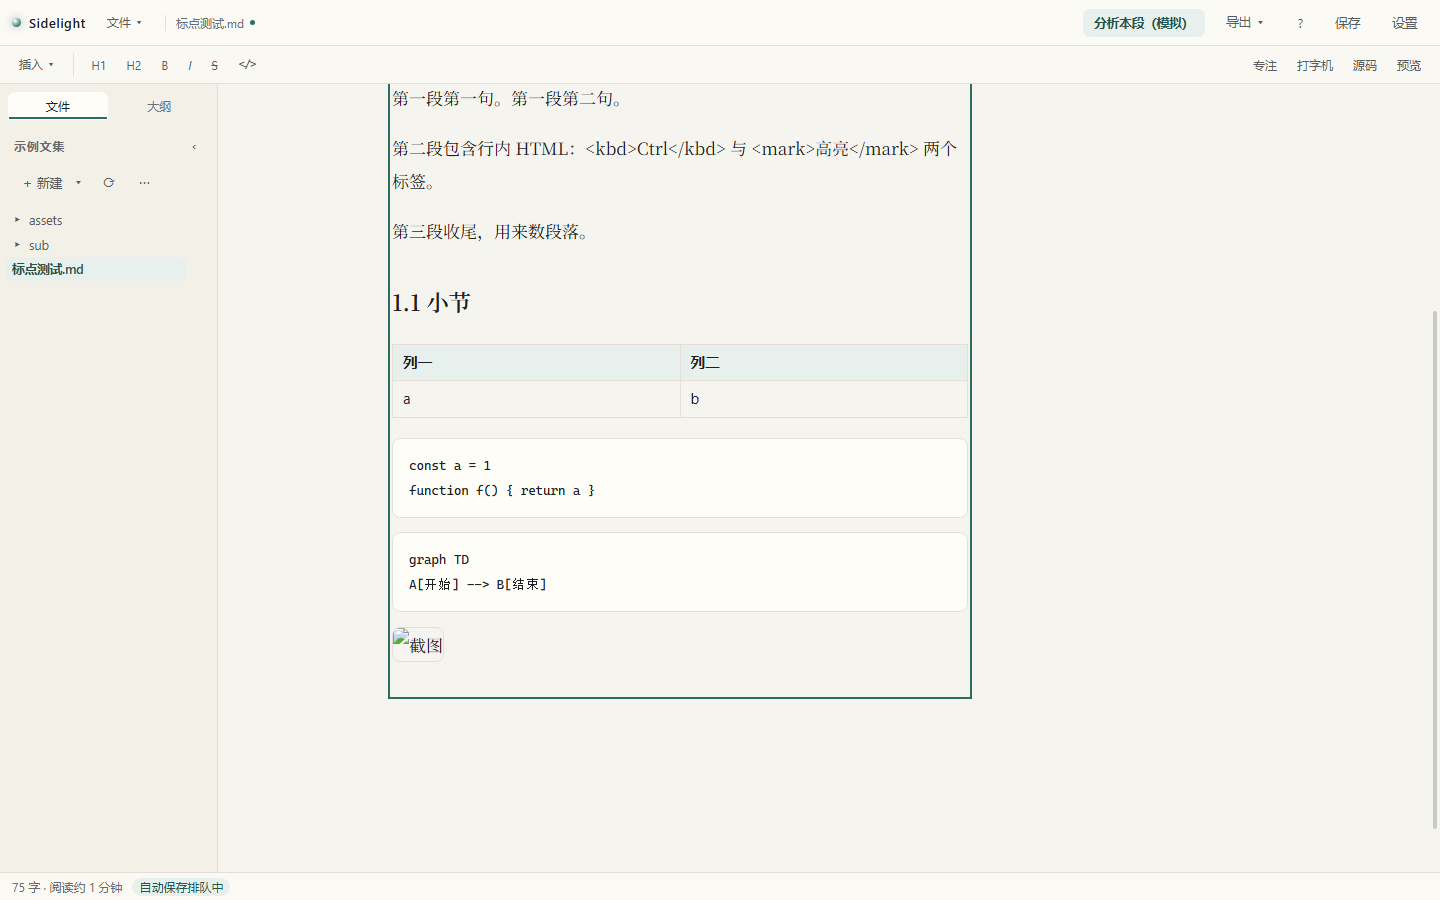 Sidelight 文件 标点测试.md 分析本段（模拟） 导出 ? 保存 设置
插入 H1 H2 B I S </> 专注 打字机 源码 预览
文件 大纲
示例文集
+ 新建 ...
assets
sub
标点测试.md
第一段第一句。第一段第二句。
第二段包含行内 HTML：<kbd>Ctrl</kbd> 与 <mark>高亮</mark> 两个
标签。
第三段收尾，用来数段落。
1.1 小节
列一 列二
a b
const a = 1
function f() { return a }
graph TD
A[开始] --> B[结束]
截图
75 字 · 阅读约 1 分钟 自动保存排队中